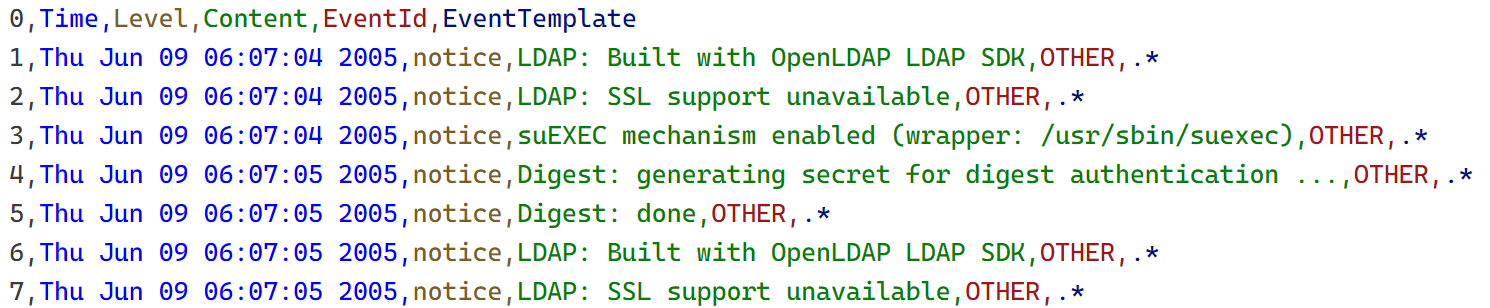 0,Time,Level,Content,EventId,EventTemplate
1,Thu Jun 09 06:07:04 2005,notice,LDAP: Built with OpenLDAP LDAP SDK,OTHER,.*
2,Thu Jun 09 06:07:04 2005,notice,LDAP: SSL support unavailable,OTHER,.*
3,Thu Jun 09 06:07:04 2005,notice,suEXEC mechanism enabled (wrapper: /usr/sbin/suexec),OTHER,.*
4,Thu Jun 09 06:07:05 2005,notice,Digest: generating secret for digest authentication ...,OTHER,.*
5,Thu Jun 09 06:07:05 2005,notice,Digest: done,OTHER,.*
6,Thu Jun 09 06:07:05 2005,notice,LDAP: Built with OpenLDAP LDAP SDK,OTHER,.*
7,Thu Jun 09 06:07:05 2005,notice,LDAP: SSL support unavailable,OTHER,.*